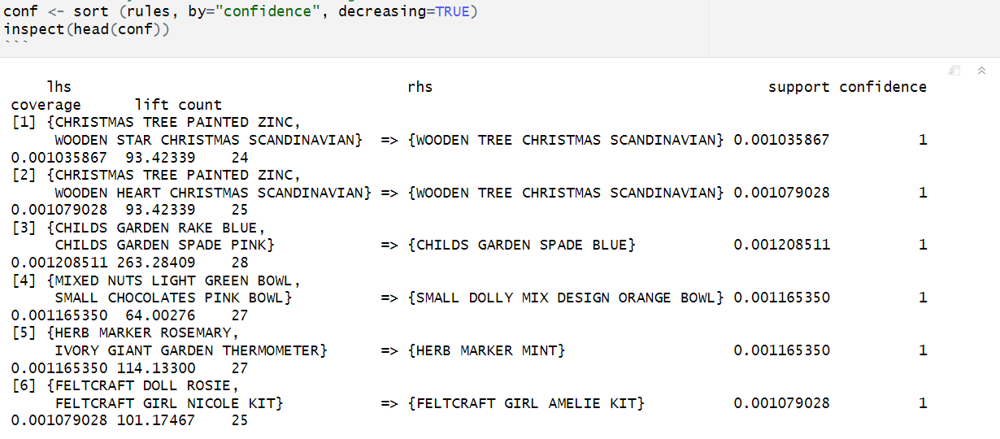 conf <- sort (rules, by="confidence", decreasing=TRUE)
inspect(head(conf))
```
lhs rhs support confidence
coverage lift count
[1] {CHRISTMAS TREE PAINTED ZINC,
WOODEN STAR CHRISTMAS SCANDINAVIAN} => {WOODEN TREE CHRISTMAS SCANDINAVIAN} 0.001035867 1
0.001035867 93.42339 24
[2] {CHRISTMAS TREE PAINTED ZINC,
WOODEN HEART CHRISTMAS SCANDINAVIAN} => {WOODEN TREE CHRISTMAS SCANDINAVIAN} 0.001079028 1
0.001079028 93.42339 25
[3] {CHILDS GARDEN RAKE BLUE,
CHILDS GARDEN SPADE PINK} => {CHILDS GARDEN SPADE BLUE} 0.001208511 1
0.001208511 263.28409 28
[4] {MIXED NUTS LIGHT GREEN BOWL,
SMALL CHOCOLATES PINK BOWL} => {SMALL DOLLY MIX DESIGN ORANGE BOWL} 0.001165350 1
0.001165350 64.00276 27
[5] {HERB MARKER ROSEMARY,
IVORY GIANT GARDEN THERMOMETER} => {HERB MARKER MINT} 0.001165350 1
0.001165350 114.13300 27
[6] {FELTCRAFT DOLL ROSIE,
FELTCRAFT GIRL NICOLE KIT} => {FELTCRAFT GIRL AMELIE KIT} 0.001079028 1
0.001079028 101.17467 25